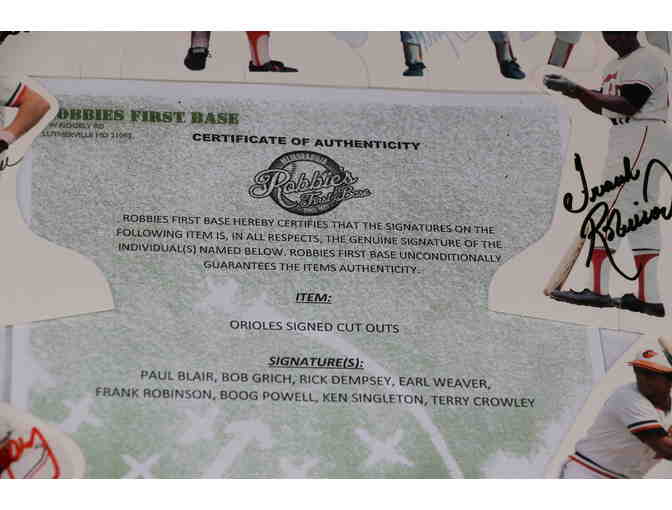 OBBIES FIRST BASE
LUTHERVILLE MD 21093
CERTIFICATE OF AUTHENTICITY
Robbie's
First Base
ROBBIES FIRST BASE HEREBY CERTIFIES THAT THE SIGNATURES ON THE
FOLLOWING ITEM IS, IN ALL RESPECTS, THE GENUINE SIGNATURE OF THE
INDIVIDUAL(S) NAMED BELOW. ROBBIES FIRST BASE UNCONDITIONALLY
GUARANTEES THE ITEMS AUTHENTICITY.
ITEM:
ORIOLES SIGNED CUT OUTS
SIGNATURE(S):
PAUL BLAIR, BOB GRICH, RICK DEMPSEY, EARL WEAVER,
FRANK ROBINSON, BOOG POWELL, KEN SINGLETON, TERRY CROWLEY
Frank
Robinson